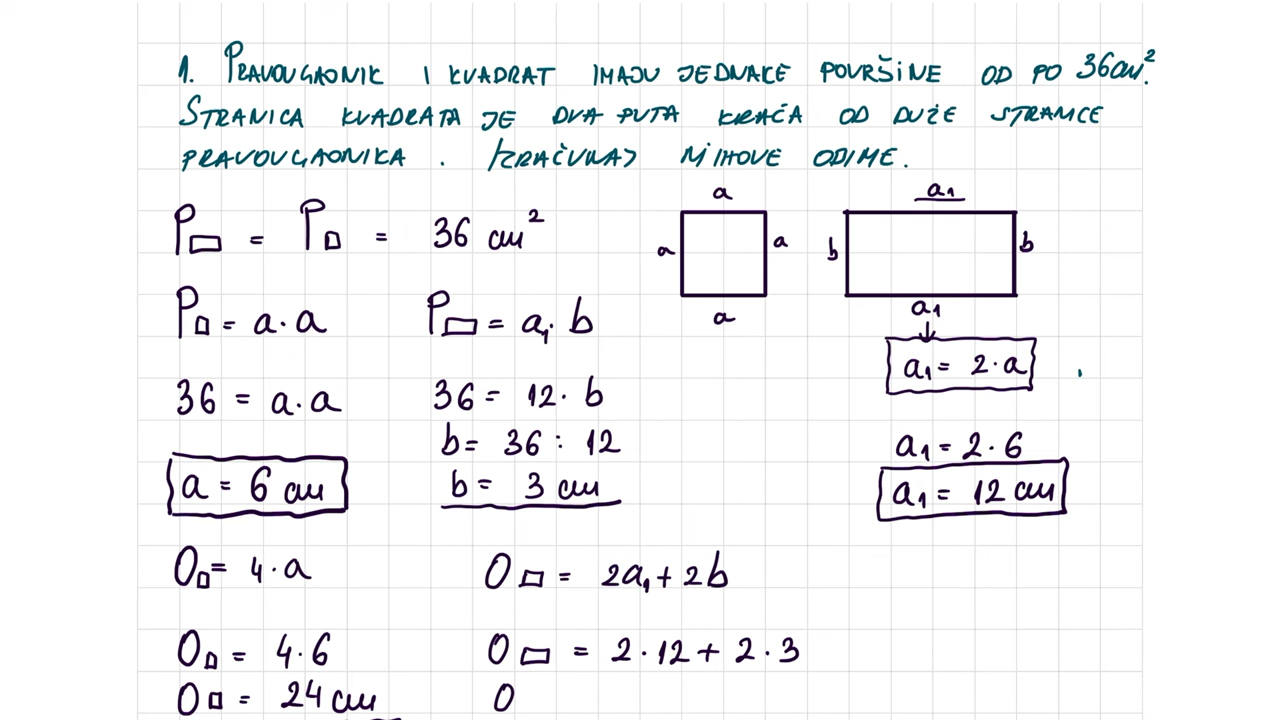 1. PRAVOUGAONIK I KVADRAT IMAJU JEDNAKE POVRŠINE OD PO 36cm².
STRANICA KVADRATA JE DVA PUTA KRAĆA OD DUŽE STRANICE
PRAVOUGAONIKA. IZRAČUNAJ NJIHOVE OBIME.
P▭ = P□ = 36 cm²
a
a
a
a
a₁
b
b
a₁
P□ = a·a
P▭ = a₁·b
a₁ = 2·a
36 = a·a
36 = 12·b
b = 36 : 12
a₁ = 2·6
a = 6 cm
b = 3 cm
a₁ = 12 cm
O□ = 4·a
O▭ = 2a₁ + 2b
O□ = 4·6
O▭ = 2·12 + 2·3
O□ = 24 cm
O